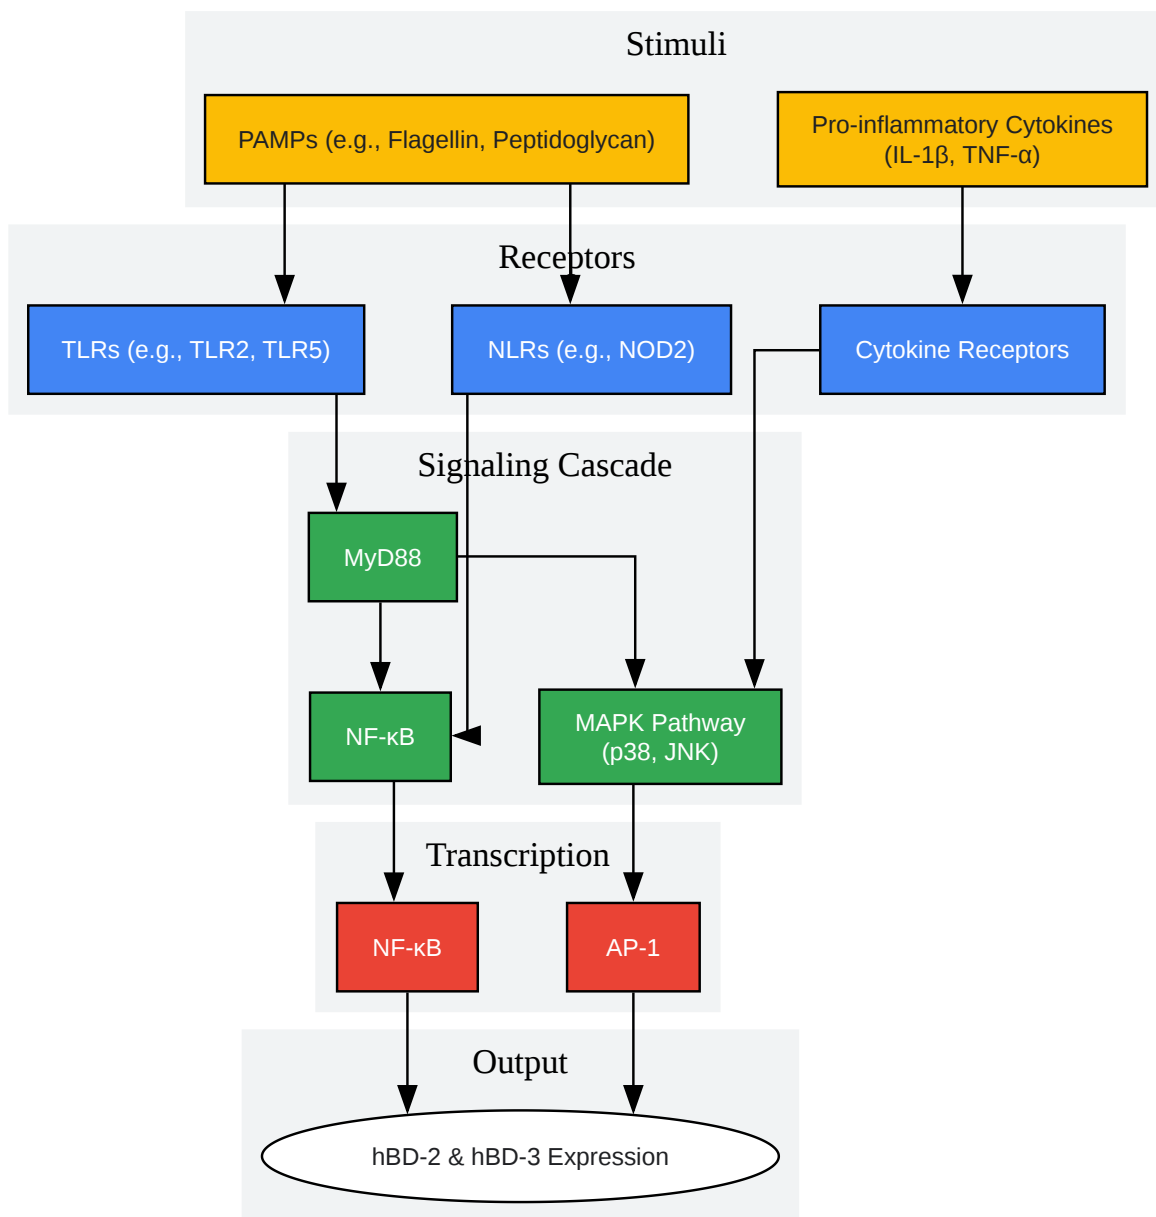 Stimuli
PAMPs (e.g., Flagellin, Peptidoglycan)
Pro-inflammatory Cytokines
(IL-1β, TNF-α)
Receptors
TLRs (e.g., TLR2, TLR5)
NLRs (e.g., NOD2)
Cytokine Receptors
Signaling Cascade
MyD88
NF-κB
MAPK Pathway
(p38, JNK)
Transcription
NF-κB
AP-1
Output
hBD-2 & hBD-3 Expression